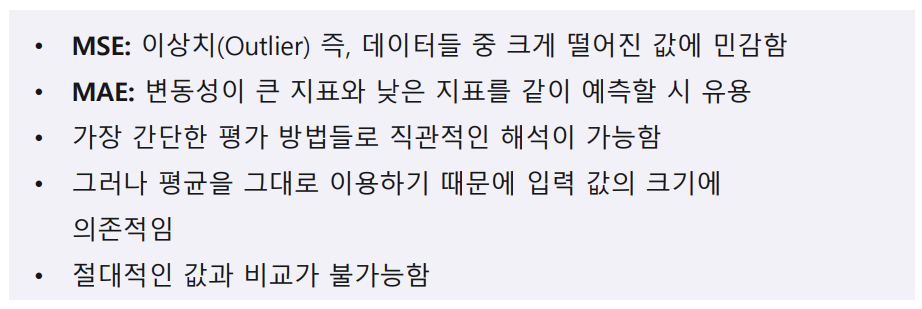 • MSE: 이상치(Outlier) 즉, 데이터들 중 크게 떨어진 값에 민감함
• MAE: 변동성이 큰 지표와 낮은 지표를 같이 예측할 시 유용
• 가장 간단한 평가 방법들로 직관적인 해석이 가능함
• 그러나 평균을 그대로 이용하기 때문에 입력 값의 크기에
의존적임
• 절대적인 값과 비교가 불가능함